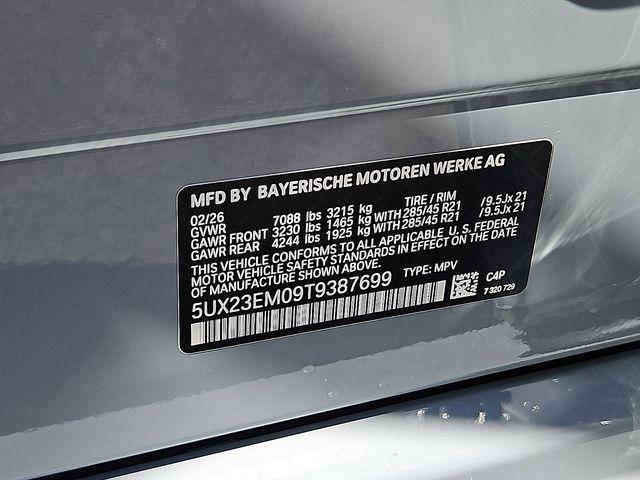 MFD BY BAYERISCHE MOTOREN WERKE AG
02/26 TIRE / RIM
GVWR 7088 lbs 3215 kg
GAWR FRONT 3230 lbs 1465 kg WITH 285/45 R21 / 9.5Jx 21
GAWR REAR 4244 lbs 1925 kg WITH 285/45 R21 / 9.5Jx 21
THIS VEHICLE CONFORMS TO ALL APPLICABLE U. S. FEDERAL
MOTOR VEHICLE SAFETY STANDARDS IN EFFECT ON THE DATE
OF MANUFACTURE SHOWN ABOVE.
TYPE: MPV
5UX23EM09T9387699
C4P
7 320 729